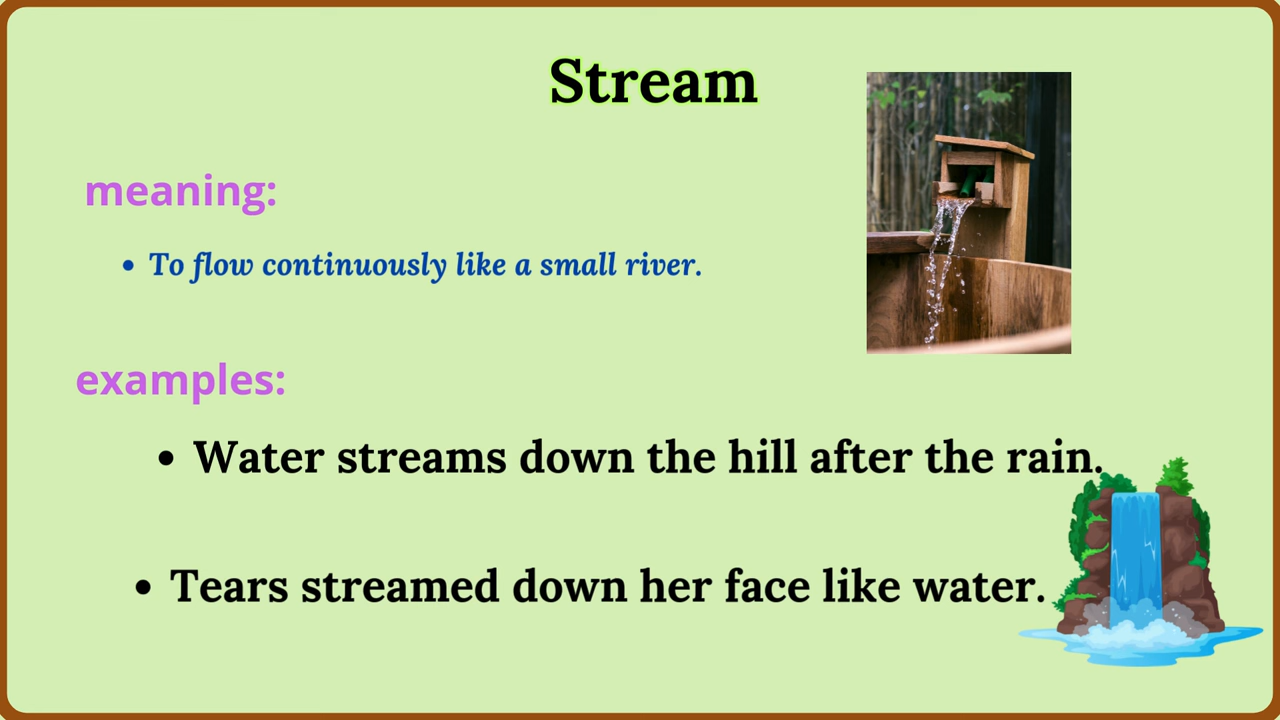 Stream
meaning:
• To flow continuously like a small river.
examples:
• Water streams down the hill after the rain.
• Tears streamed down her face like water.